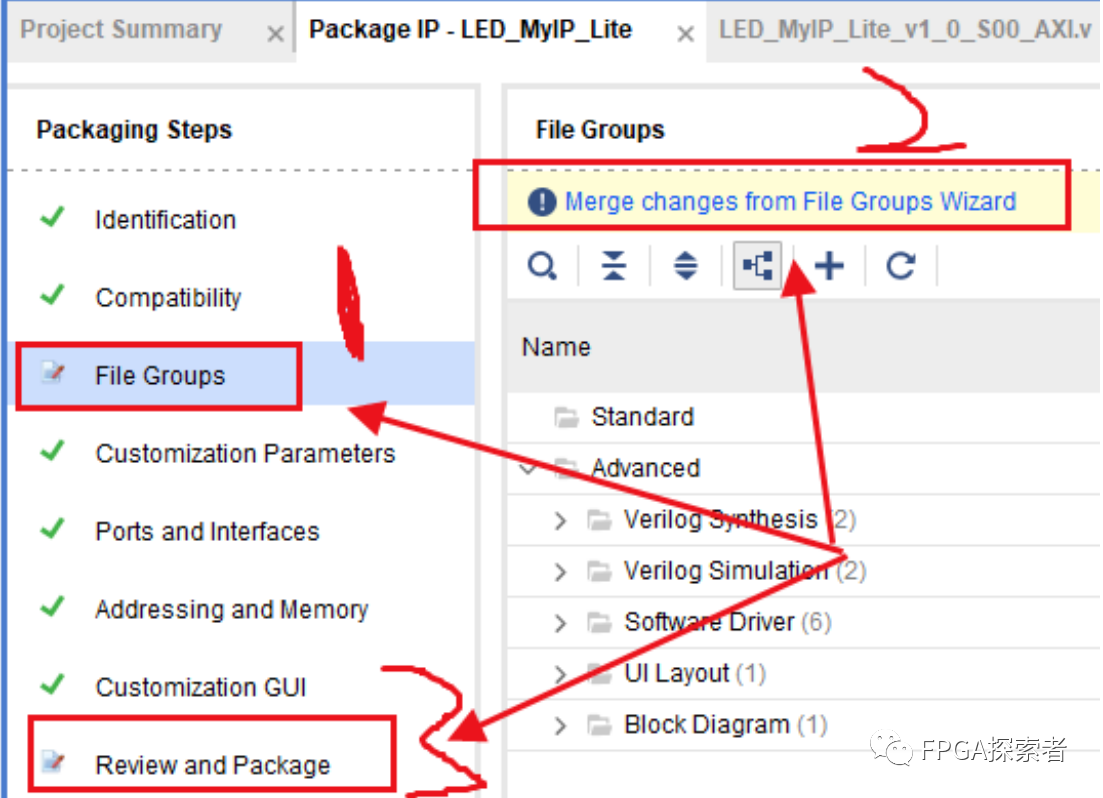 Project Summary
Package IP - LED_MyIP_Lite
LED_MyIP_Lite_v1_0_S00_AXI.v
Packaging Steps
Identification
Compatibility
File Groups
Customization Parameters
Ports and Interfaces
Addressing and Memory
Customization GUI
Review and Package
1
2
3
File Groups
Merge changes from File Groups Wizard
Name
Standard
Advanced
Verilog Synthesis (2)
Verilog Simulation (2)
Software Driver (6)
UI Layout (1)
Block Diagram (1)
FPGA探索者